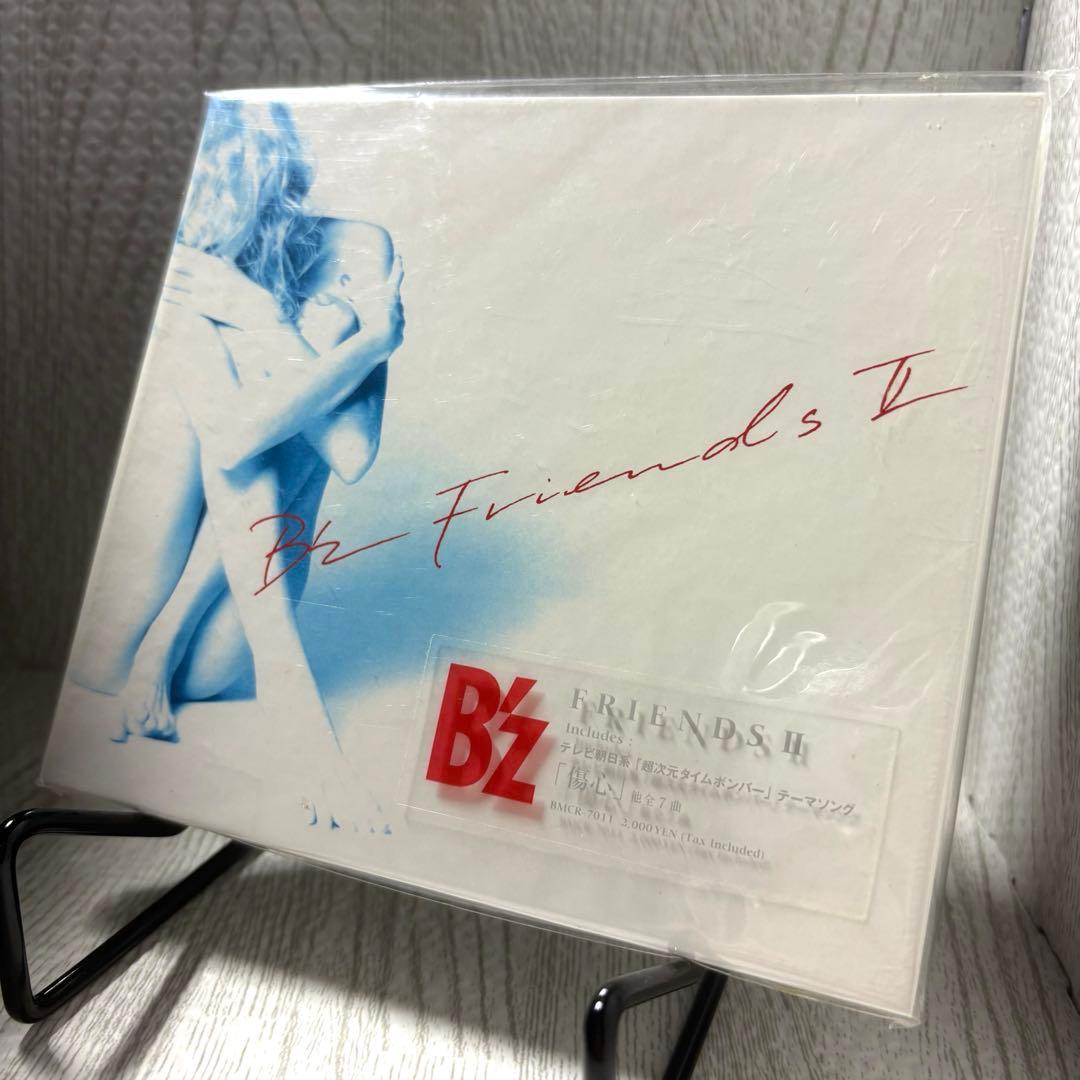 B'z Friends II
B'z
FRIENDS II
Includes :
テレビ朝日系「超次元タイムボンバー」テーマソング
「傷心」他全7曲
BMCR-7011 2,000YEN (Tax included)